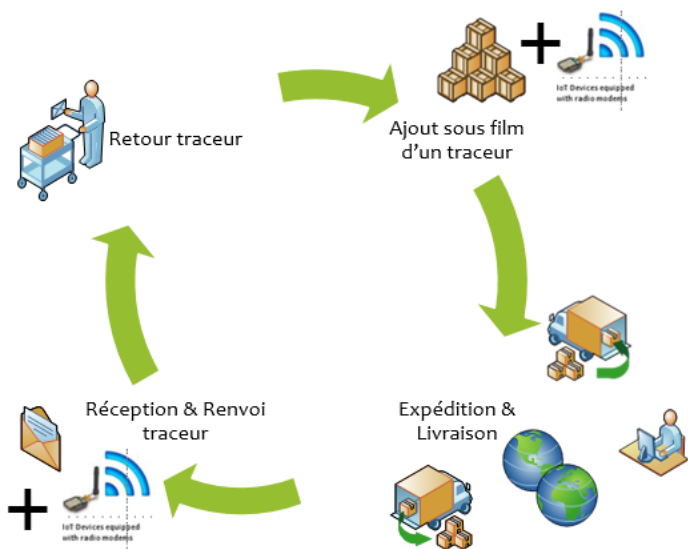 IoT Devices equipped
with radio modems
Retour traceur
Ajout sous film
d'un traceur
Réception & Renvoi
traceur
Expédition &
Livraison
IoT Devices equipped
with radio modems